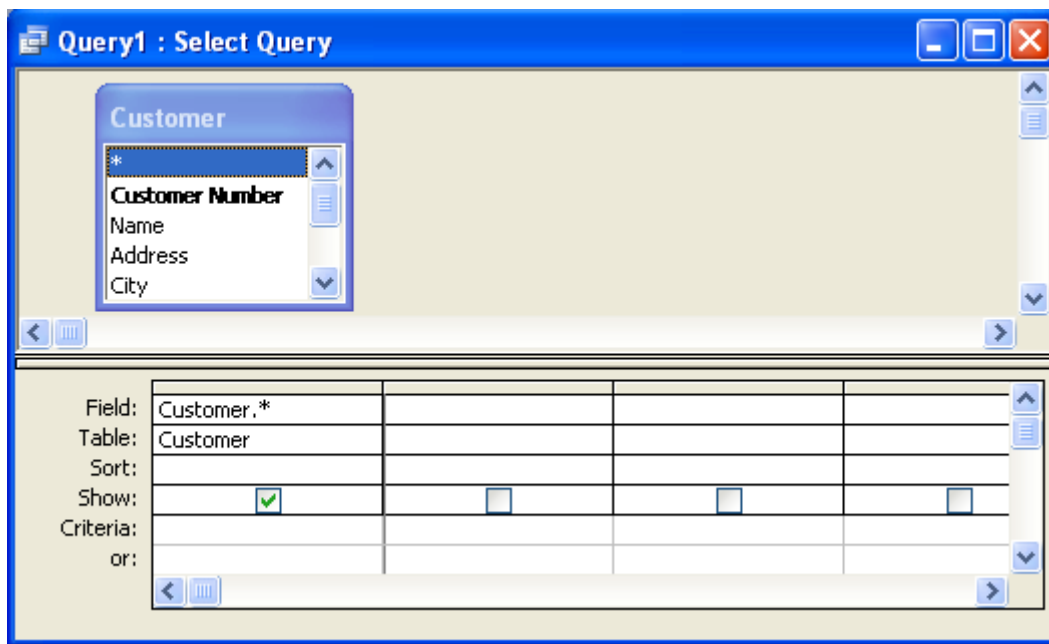 Query1 : Select Query
Customer
*
Customer Number
Name
Address
City
Field: Customer.*
Table: Customer
Sort:
Show:
Criteria:
or: